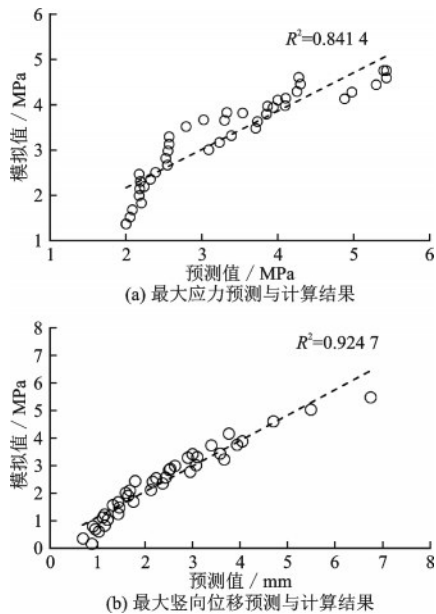 R²=0.841 4
6
5
4
3
2
1
模拟值 / MPa
1 2 3 4 5 6
预测值 / MPa
(a) 最大应力预测与计算结果
R²=0.924 7
8
7
6
5
4
3
2
1
0
模拟值 / MPa
0 1 2 3 4 5 6 7 8
预测值 / mm
(b) 最大竖向位移预测与计算结果